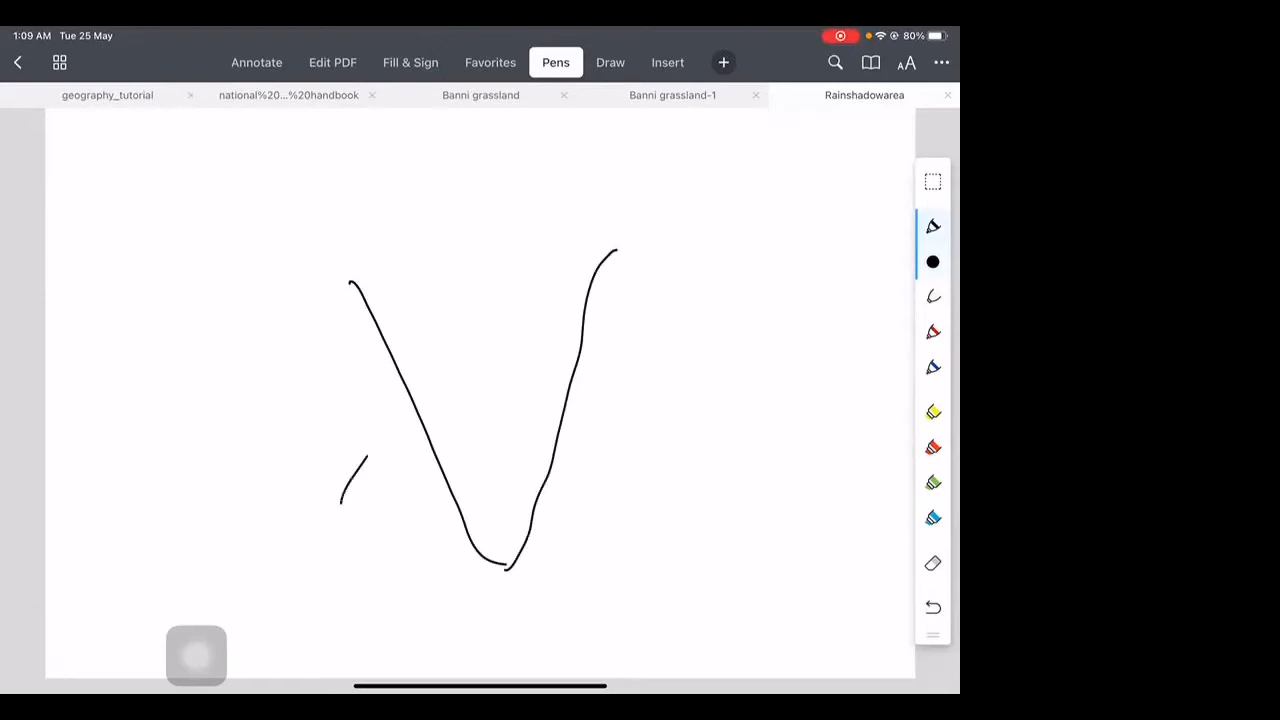 1:09 AM Tue 25 May 80%
Annotate Edit PDF Fill & Sign Favorites Pens Draw Insert AA
geography_tutorial national%20...%20handbook Banni grassland Banni grassland-1 Rainshadowarea